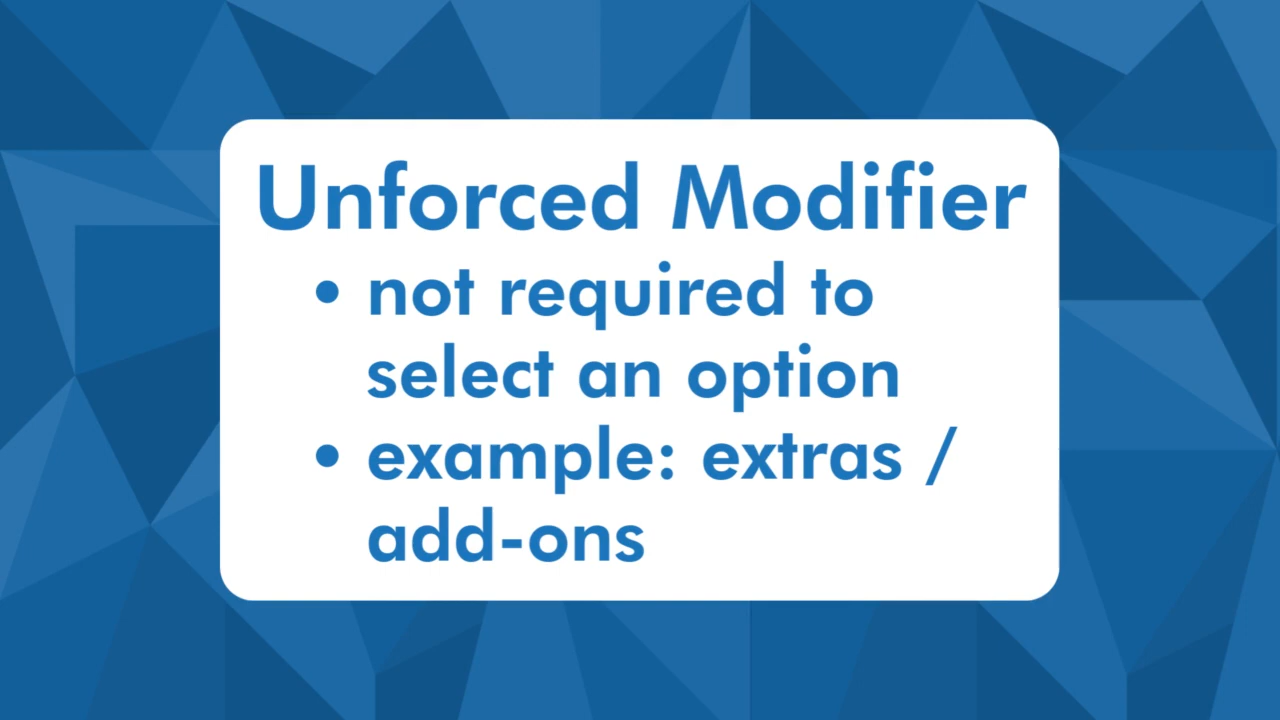 Unforced Modifier
• not required to
select an option
• example: extras /
add-ons